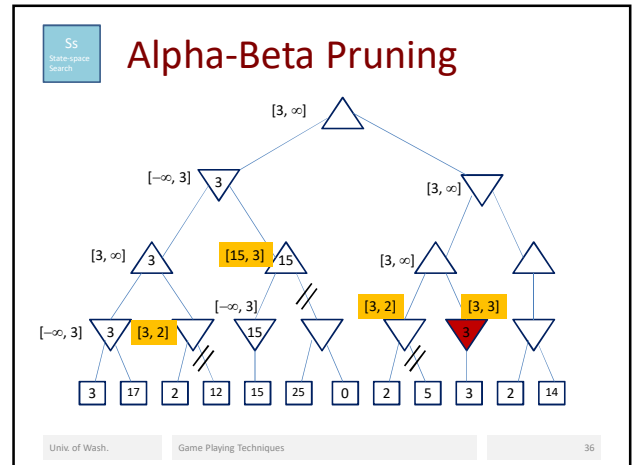 Ss
State-space
Search
Alpha-Beta Pruning
[3, ∞]
[−∞, 3]
3
[3, ∞]
[3, ∞]
3
[15, 3]
15
[3, ∞]
[−∞, 3]
3
[3, 2]
[−∞, 3]
15
[3, 2]
[3, 3]
3
3 17 2 12 15 25 0 2 5 3 2 14
Univ. of Wash. Game Playing Techniques 36